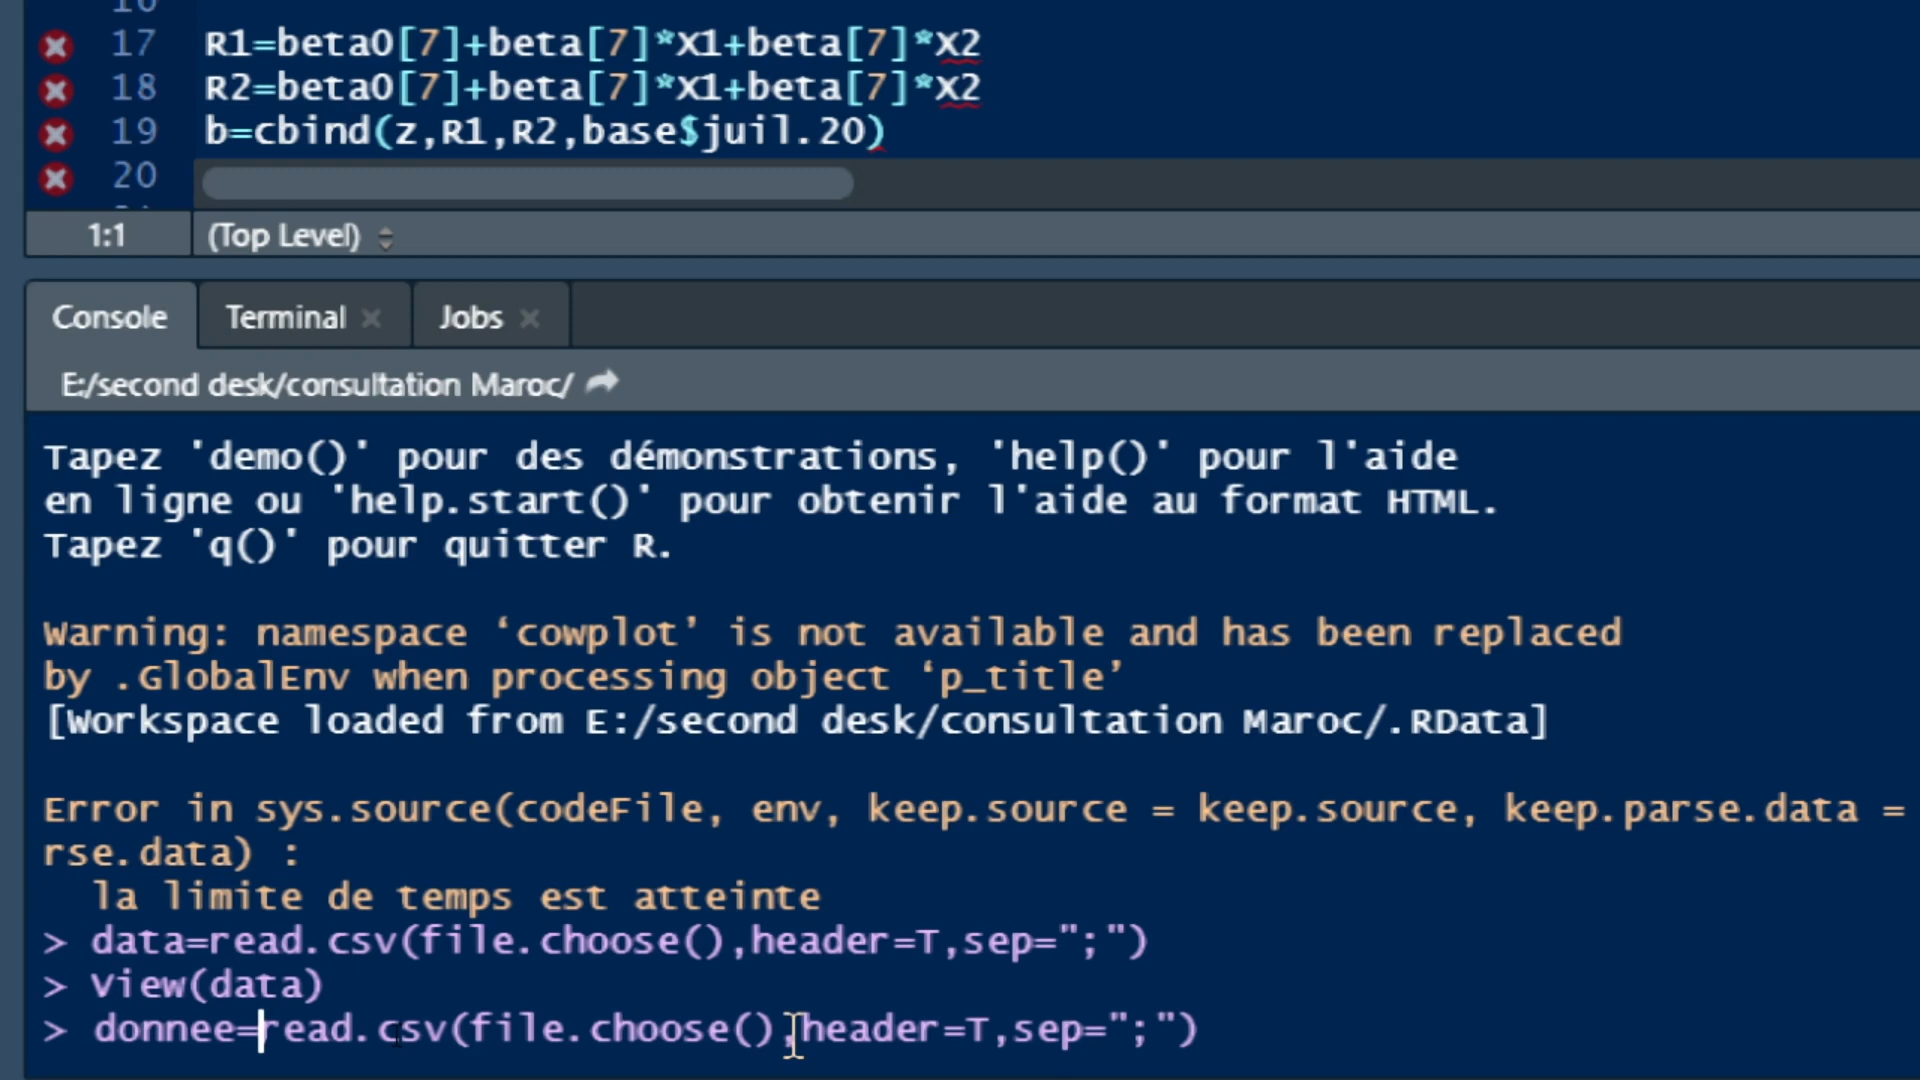 17 R1=beta0[7]+beta[7]*X1+beta[7]*X2
18 R2=beta0[7]+beta[7]*X1+beta[7]*X2
19 b=cbind(z,R1,R2,base$juil.20)
20
1:1 (Top Level)
Console Terminal Jobs
E:/second desk/consultation Maroc/
Tapez 'demo()' pour des démonstrations, 'help()' pour l'aide
en ligne ou 'help.start()' pour obtenir l'aide au format HTML.
Tapez 'q()' pour quitter R.
Warning: namespace ‘cowplot’ is not available and has been replaced
by .GlobalEnv when processing object ‘p_title’
[Workspace loaded from E:/second desk/consultation Maroc/.RData]
Error in sys.source(codeFile, env, keep.source = keep.source, keep.parse.data =
rse.data) :
la limite de temps est atteinte
> data=read.csv(file.choose(),header=T,sep=";")
> View(data)
> donnee=read.csv(file.choose(),header=T,sep=";")